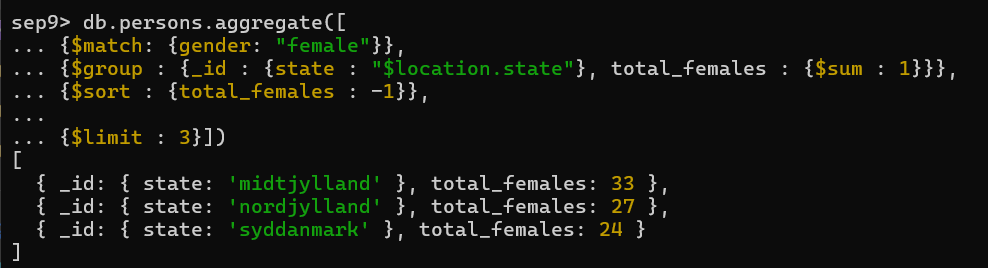 sep9> db.persons.aggregate([
... {$match: {gender: "female"}},
... {$group : {_id : {state : "$location.state"}, total_females : {$sum : 1}}},
... {$sort : {total_females : -1}},
...
... {$limit : 3}])
[
  { _id: { state: 'midtjylland' }, total_females: 33 },
  { _id: { state: 'nordjylland' }, total_females: 27 },
  { _id: { state: 'syddanmark' }, total_females: 24 }
]